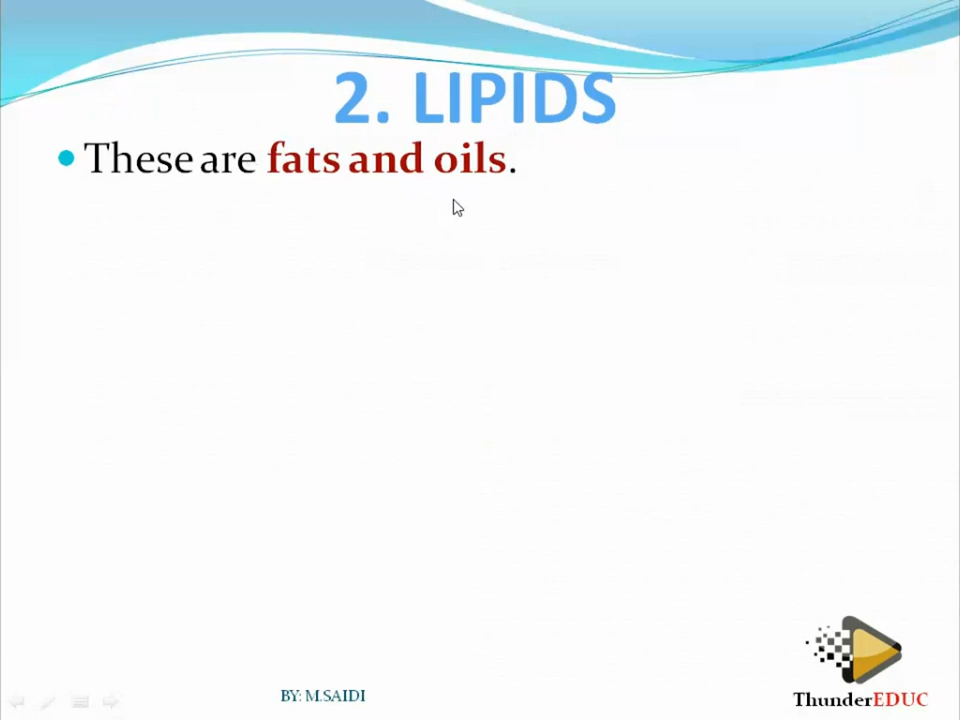 2. LIPIDS
These are fats and oils.
BY: M.SAIDI
ThunderEDUC